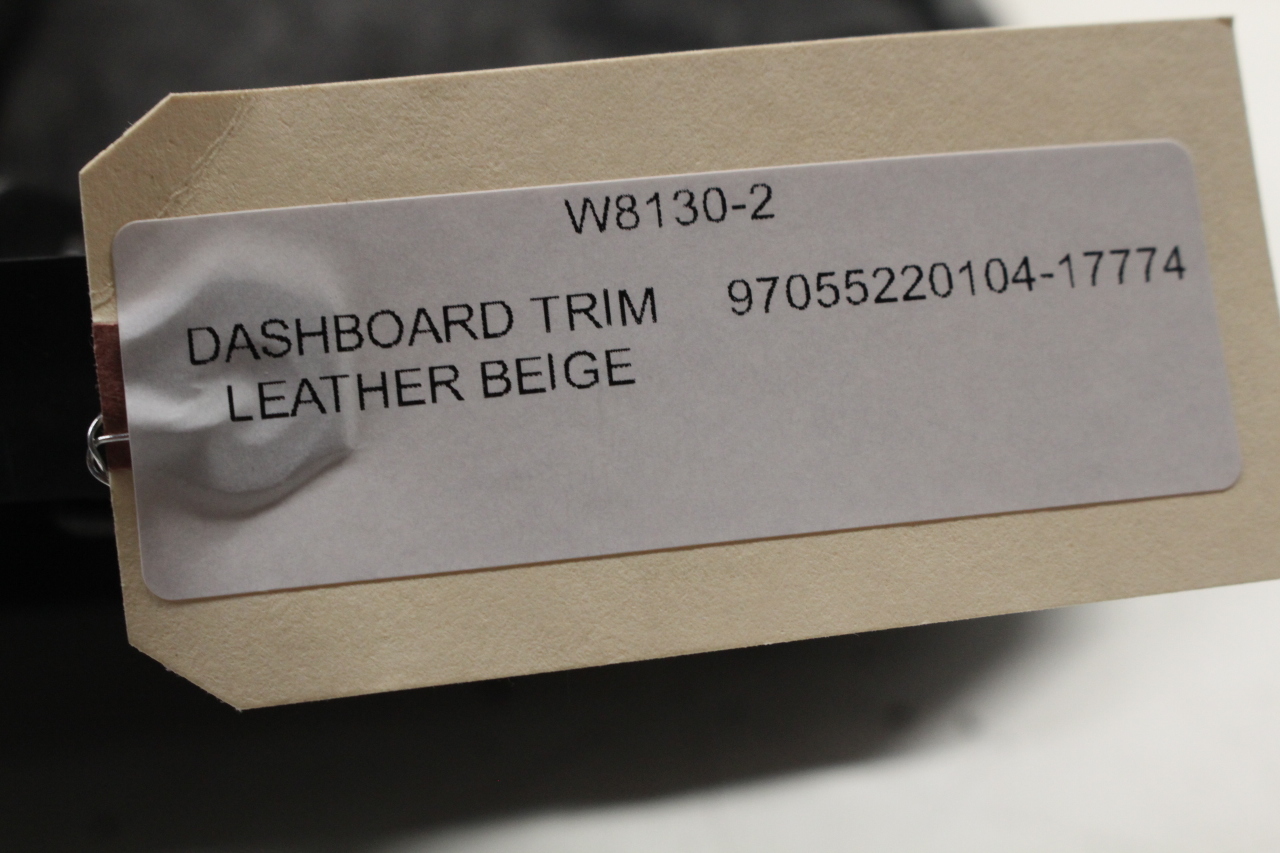 W8130-2
DASHBOARD TRIM 97055220104-17774
LEATHER BEIGE